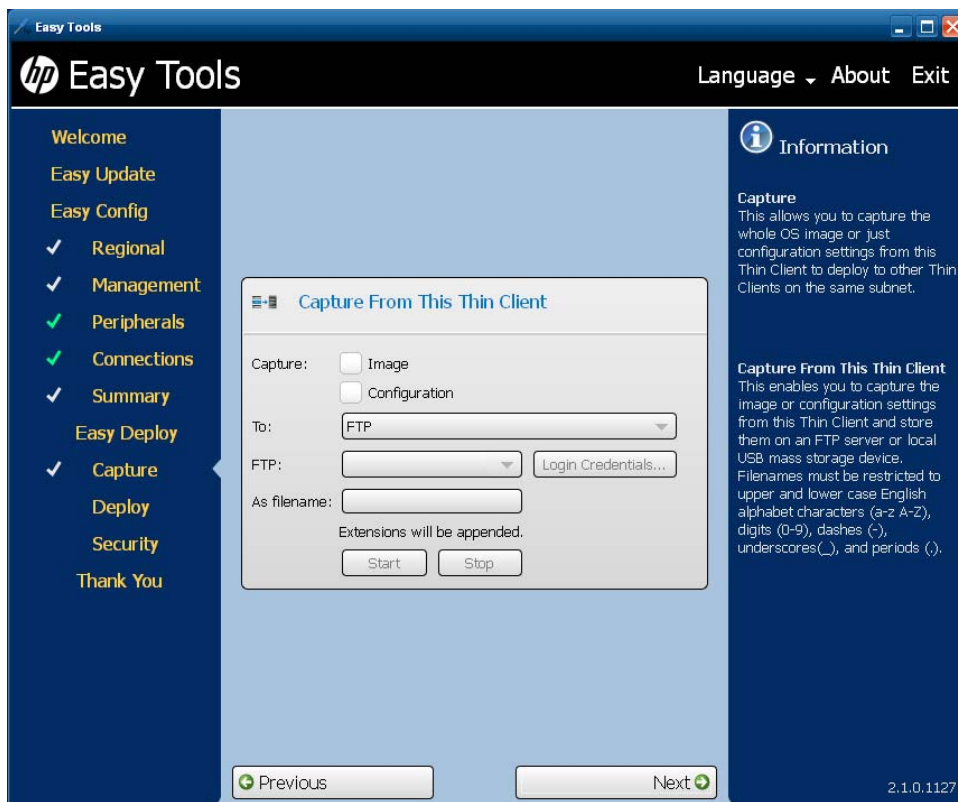 Easy Tools
hp Easy Tools
Language About Exit
Welcome
Easy Update
Easy Config
Regional
Management
Peripherals
Connections
Summary
Easy Deploy
Capture
Deploy
Security
Thank You
Capture From This Thin Client
Capture: Image
Configuration
To: FTP
FTP: Login Credentials...
As filename:
Extensions will be appended.
Start Stop
Previous Next
Information
Capture
This allows you to capture the
whole OS image or just
configuration settings from this
Thin Client to deploy to other Thin
Clients on the same subnet.
Capture From This Thin Client
This enables you to capture the
image or configuration settings
from this Thin Client and store
them on an FTP server or local
USB mass storage device.
Filenames must be restricted to
upper and lower case English
alphabet characters (a-z A-Z),
digits (0-9), dashes (-),
underscores(_), and periods (.).
2.1.0.1127